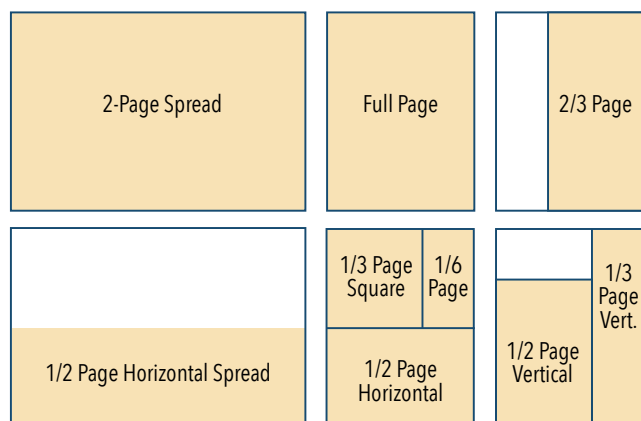 2-Page Spread
Full Page
2/3 Page
1/3 Page
Square
1/6
Page
1/3
Page
Vert.
1/2 Page Horizontal Spread
1/2 Page
Horizontal
1/2 Page
Vertical